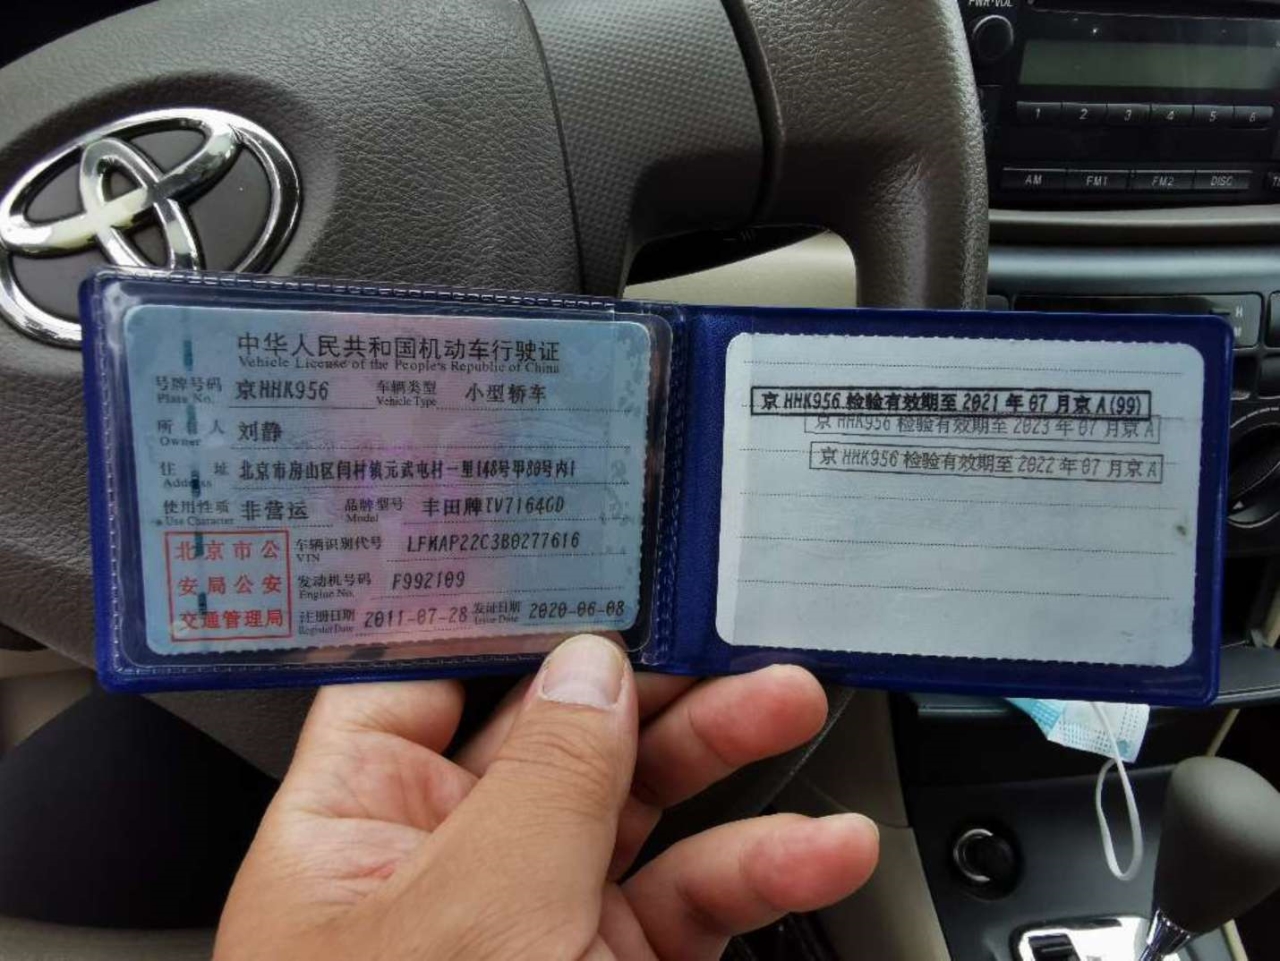 PWR·VOL
1 2 3 4 5 6
AM FM1 FM2 DISC
中华人民共和国机动车行驶证
Vehicle License of the People's Republic of China
号牌号码 京HHK956 车辆类型 小型轿车
Plate No. Vehicle Type
所有人 刘静
Owner
住址 北京市房山区闫村镇元武屯村一里148号甲80号内1
Address
使用性质 非营运 品牌型号 丰田牌TV7164GD
Use Character Model
北京市公
安局公安
交通管理局
车辆识别代号 LFMAP22C3B0277616
VIN
发动机号码 F992109
Engine No.
注册日期 2011-07-28 发证日期 2020-06-08
Register Date Issue Date
京HHK956检验有效期至2021年07月京A(99)
京HHK956检验有效期至2023年07月京A
京HHK956检验有效期至2022年07月京A